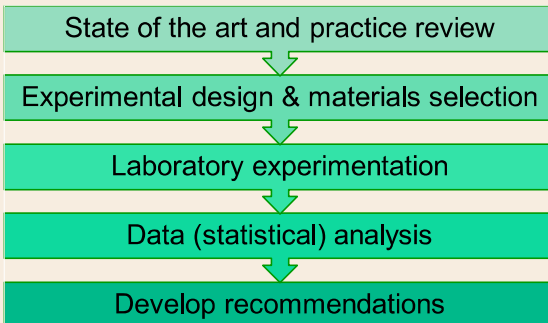 State of the art and practice review
Experimental design & materials selection
Laboratory experimentation
Data (statistical) analysis
Develop recommendations